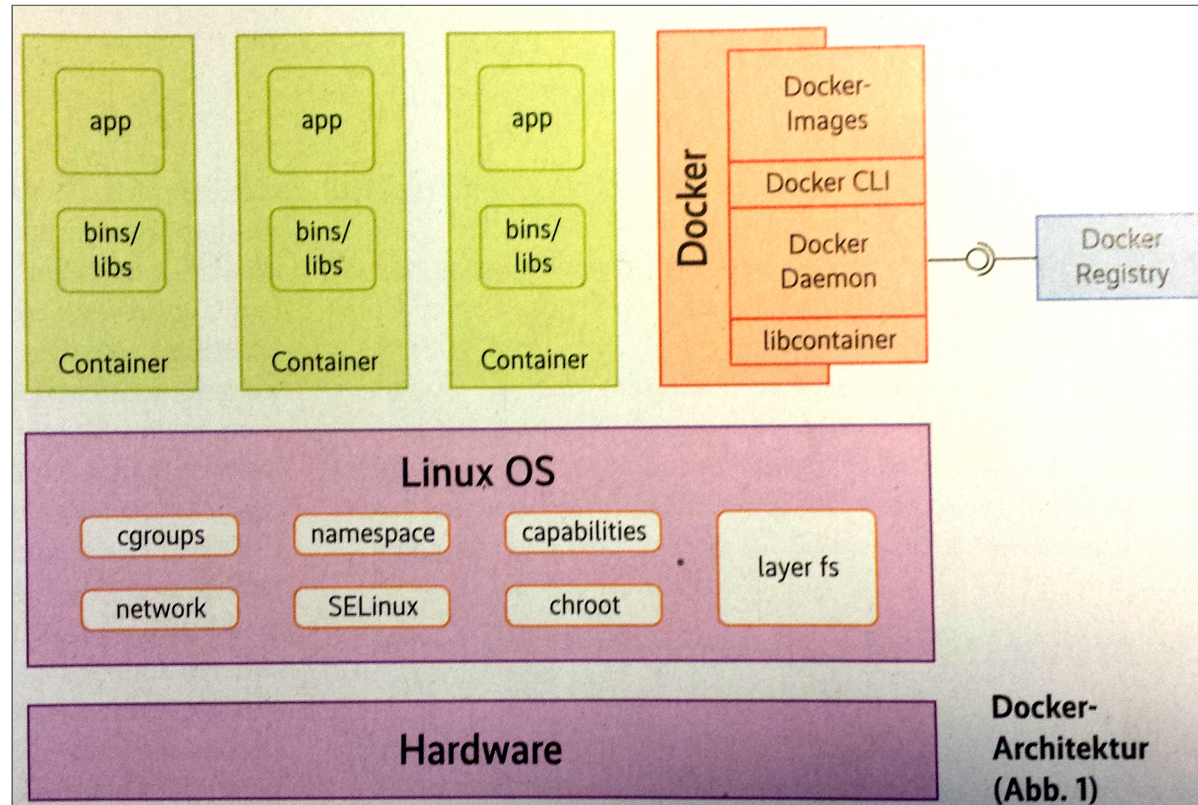 app
bins/
libs
Container
app
bins/
libs
Container
app
bins/
libs
Container
Docker
Docker-
Images
Docker CLI
Docker
Daemon
libcontainer
Docker
Registry
Linux OS
cgroups
namespace
capabilities
layer fs
network
SELinux
chroot
Hardware
Docker-
Architektur
(Abb. 1)